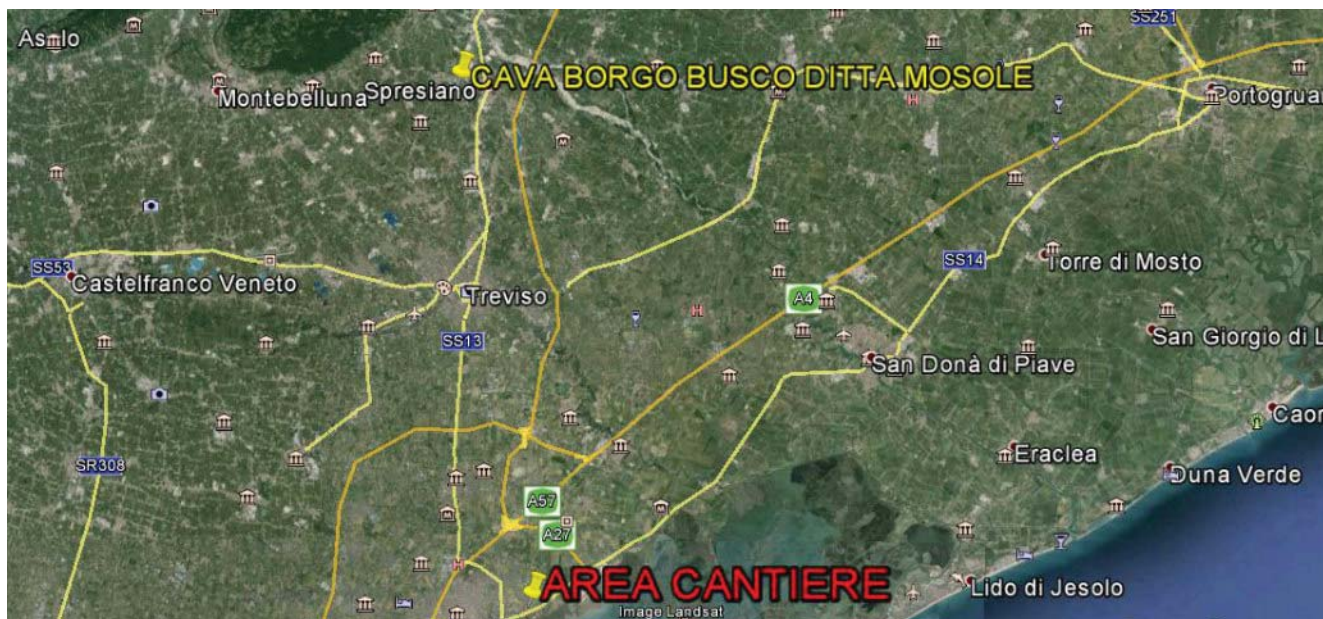 SS251
Asolo
CAVA BORGO BUSCO DITTA MOSOLE
Montebelluna
Spresiano
Portogruar
SS14
Torre di Mosto
SS53
Castelfranco Veneto
Treviso
A4
SS13
San Giorgio di L
San Donà di Piave
Caor
Eraclea
SR308
Duna Verde
A57
A27
AREA CANTIERE
Lido di Jesolo
Image Landsat